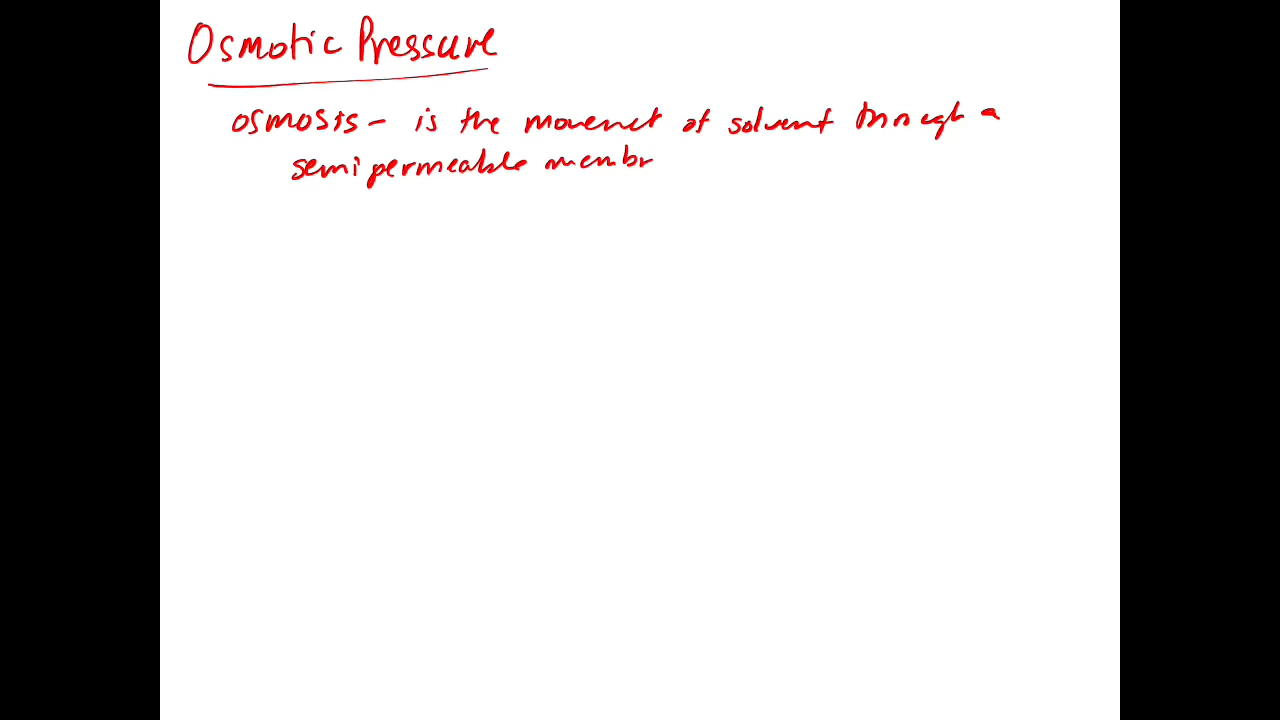 Osmotic Pressure
osmosis - is the movement of solvent through a
semipermeable membr